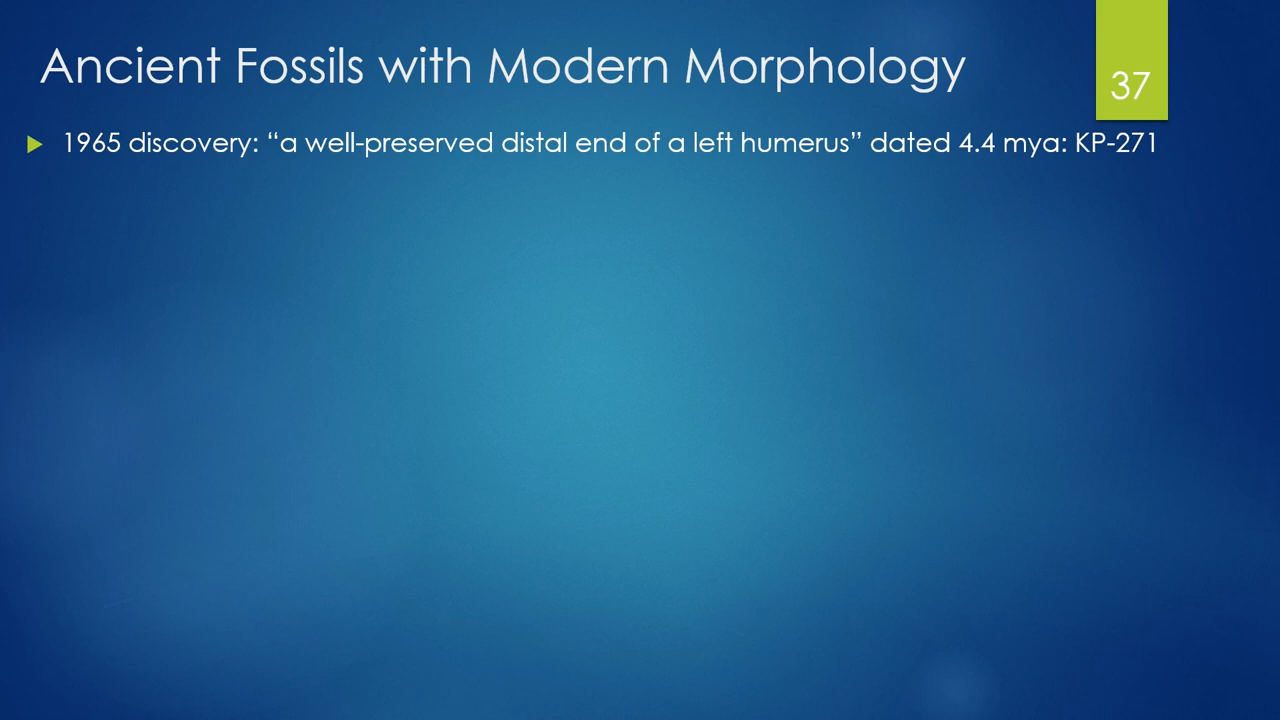 Ancient Fossils with Modern Morphology
37
1965 discovery: “a well-preserved distal end of a left humerus” dated 4.4 mya: KP-271